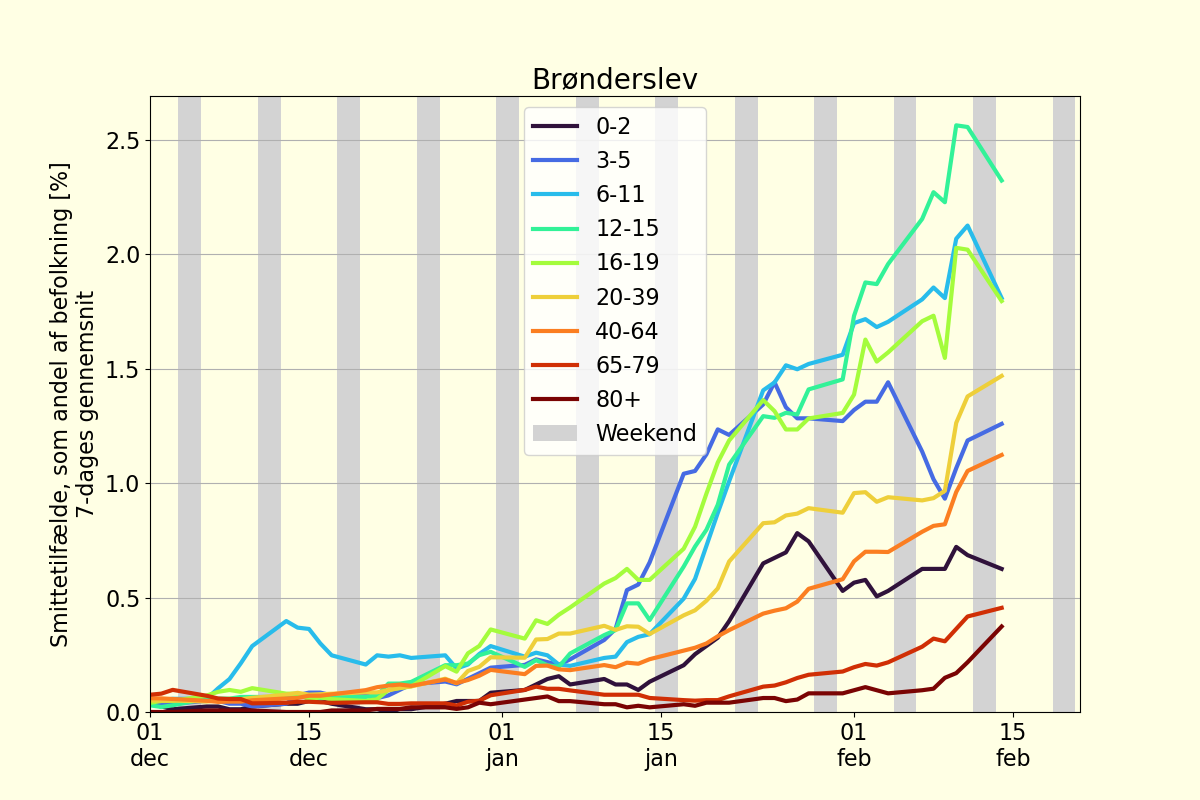 Brønderslev
Smittetilfælde, som andel af befolkning [%]
7-dages gennemsnit
2.5
2.0
1.5
1.0
0.5
0.0
0-2
3-5
6-11
12-15
16-19
20-39
40-64
65-79
80+
Weekend
01
dec
15
dec
01
jan
15
jan
01
feb
15
feb